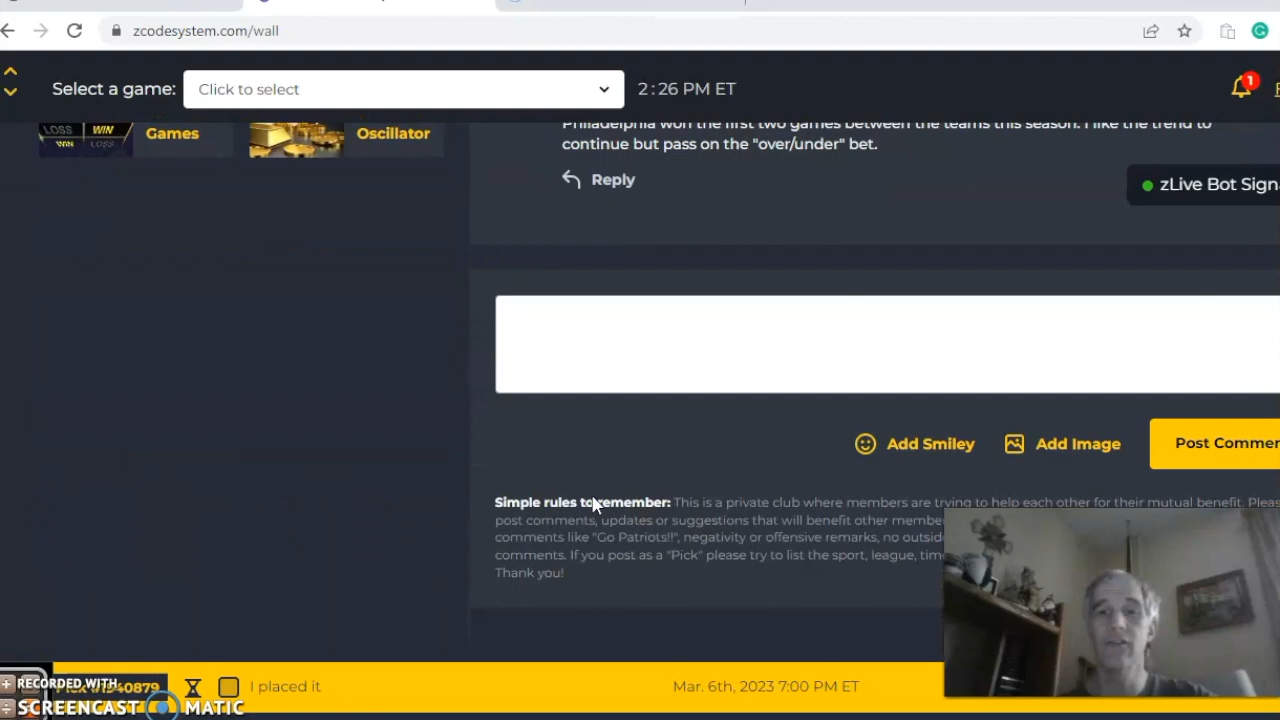 zcodesystem.com/wall
Select a game: Click to select 2:26 PM ET 1
LOSS WIN
WIN LOSS
Games
Oscillator
Philadelphia won the first two games between the teams this season. I like the trend to
continue but pass on the "over/under" bet.
Reply
zLive Bot Sign
Add Smiley Add Image Post Commen
Simple rules to remember: This is a private club where members are trying to help each other for their mutual benefit. Pleas
post comments, updates or suggestions that will benefit other membe
comments like "Go Patriots!!", negativity or offensive remarks, no outsid
comments. If you post as a "Pick" please try to list the sport, league, tim
Thank you!
I placed it Mar. 6th, 2023 7:00 PM ET
RECORDED WITH
SCREENCAST MATIC